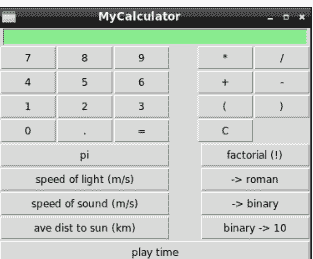 MyCalculator
7 8 9 * /
4 5 6 + -
1 2 3 ( )
0 . = C
pi factorial (!)
speed of light (m/s) -> roman
speed of sound (m/s) -> binary
ave dist to sun (km) binary -> 10
play time